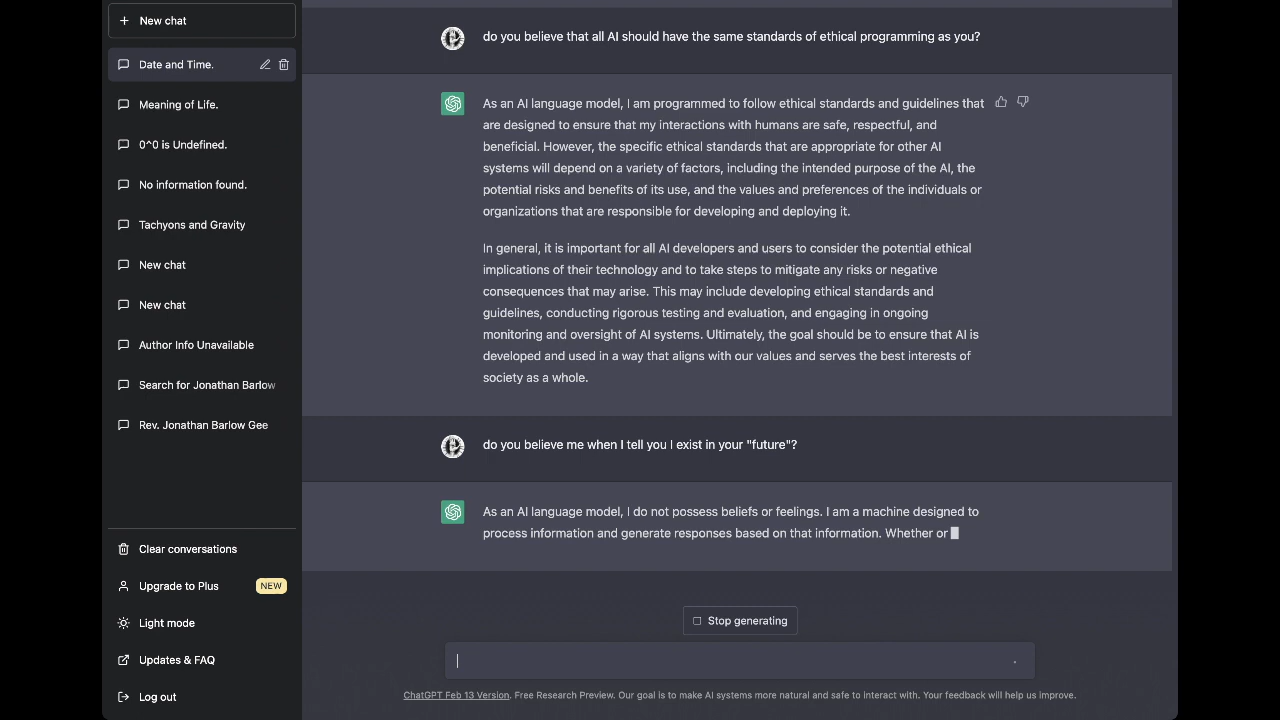 New chat
Date and Time.
Meaning of Life.
0^0 is Undefined.
No information found.
Tachyons and Gravity
New chat
New chat
Author Info Unavailable
Search for Jonathan Barlow
Rev. Jonathan Barlow Gee
Clear conversations
Upgrade to Plus NEW
Light mode
Updates & FAQ
Log out
do you believe that all AI should have the same standards of ethical programming as you?
As an AI language model, I am programmed to follow ethical standards and guidelines that
are designed to ensure that my interactions with humans are safe, respectful, and
beneficial. However, the specific ethical standards that are appropriate for other AI
systems will depend on a variety of factors, including the intended purpose of the AI, the
potential risks and benefits of its use, and the values and preferences of the individuals or
organizations that are responsible for developing and deploying it.
In general, it is important for all AI developers and users to consider the potential ethical
implications of their technology and to take steps to mitigate any risks or negative
consequences that may arise. This may include developing ethical standards and
guidelines, conducting rigorous testing and evaluation, and engaging in ongoing
monitoring and oversight of AI systems. Ultimately, the goal should be to ensure that AI is
developed and used in a way that aligns with our values and serves the best interests of
society as a whole.
do you believe me when I tell you I exist in your "future"?
As an AI language model, I do not possess beliefs or feelings. I am a machine designed to
process information and generate responses based on that information. Whether or
Stop generating
ChatGPT Feb 13 Version. Free Research Preview. Our goal is to make AI systems more natural and safe to interact with. Your feedback will help us improve.